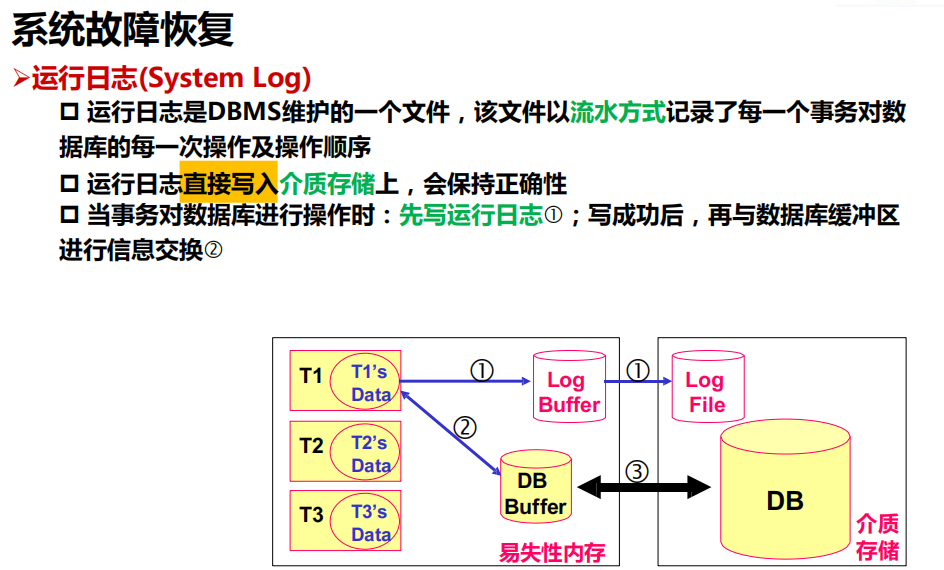 系统故障恢复
➢运行日志(System Log)
运行日志是DBMS维护的一个文件，该文件以流水方式记录了每一个事务对数
据库的每一次操作及操作顺序
运行日志直接写入介质存储上，会保持正确性
当事务对数据库进行操作时：先写运行日志①；写成功后，再与数据库缓冲区
进行信息交换②
T1
T1’s
Data
①
Log
Buffer
①
Log
File
②
T2
T2’s
Data
DB
Buffer
③
DB
T3
T3’s
Data
易失性内存
介质
存储